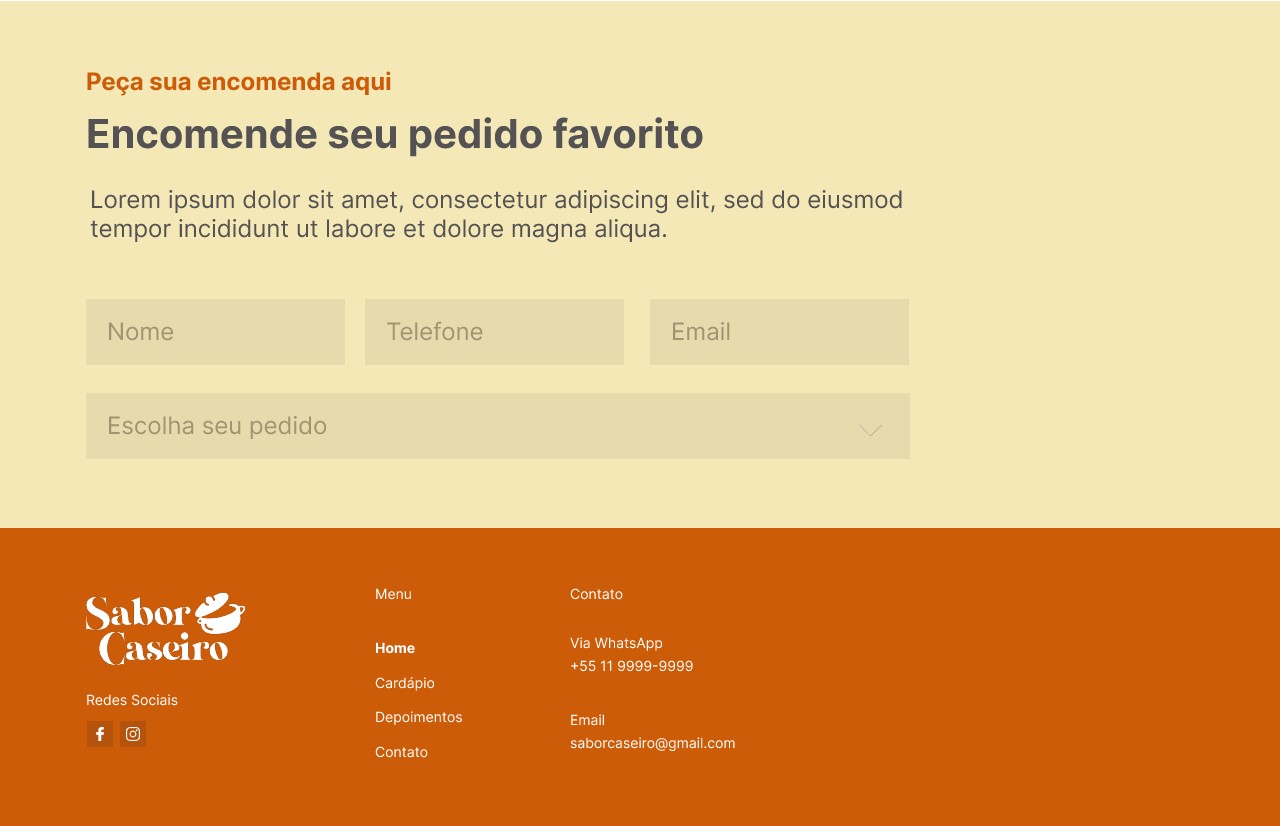 Peça sua encomenda aqui
Encomende seu pedido favorito
Lorem ipsum dolor sit amet, consectetur adipiscing elit, sed do eiusmod
tempor incididunt ut labore et dolore magna aliqua.
Nome
Telefone
Email
Escolha seu pedido
Sabor
Caseiro
Redes Sociais
Menu
Home
Cardápio
Depoimentos
Contato
Contato
Via WhatsApp
+55 11 9999-9999
Email
saborcaseiro@gmail.com